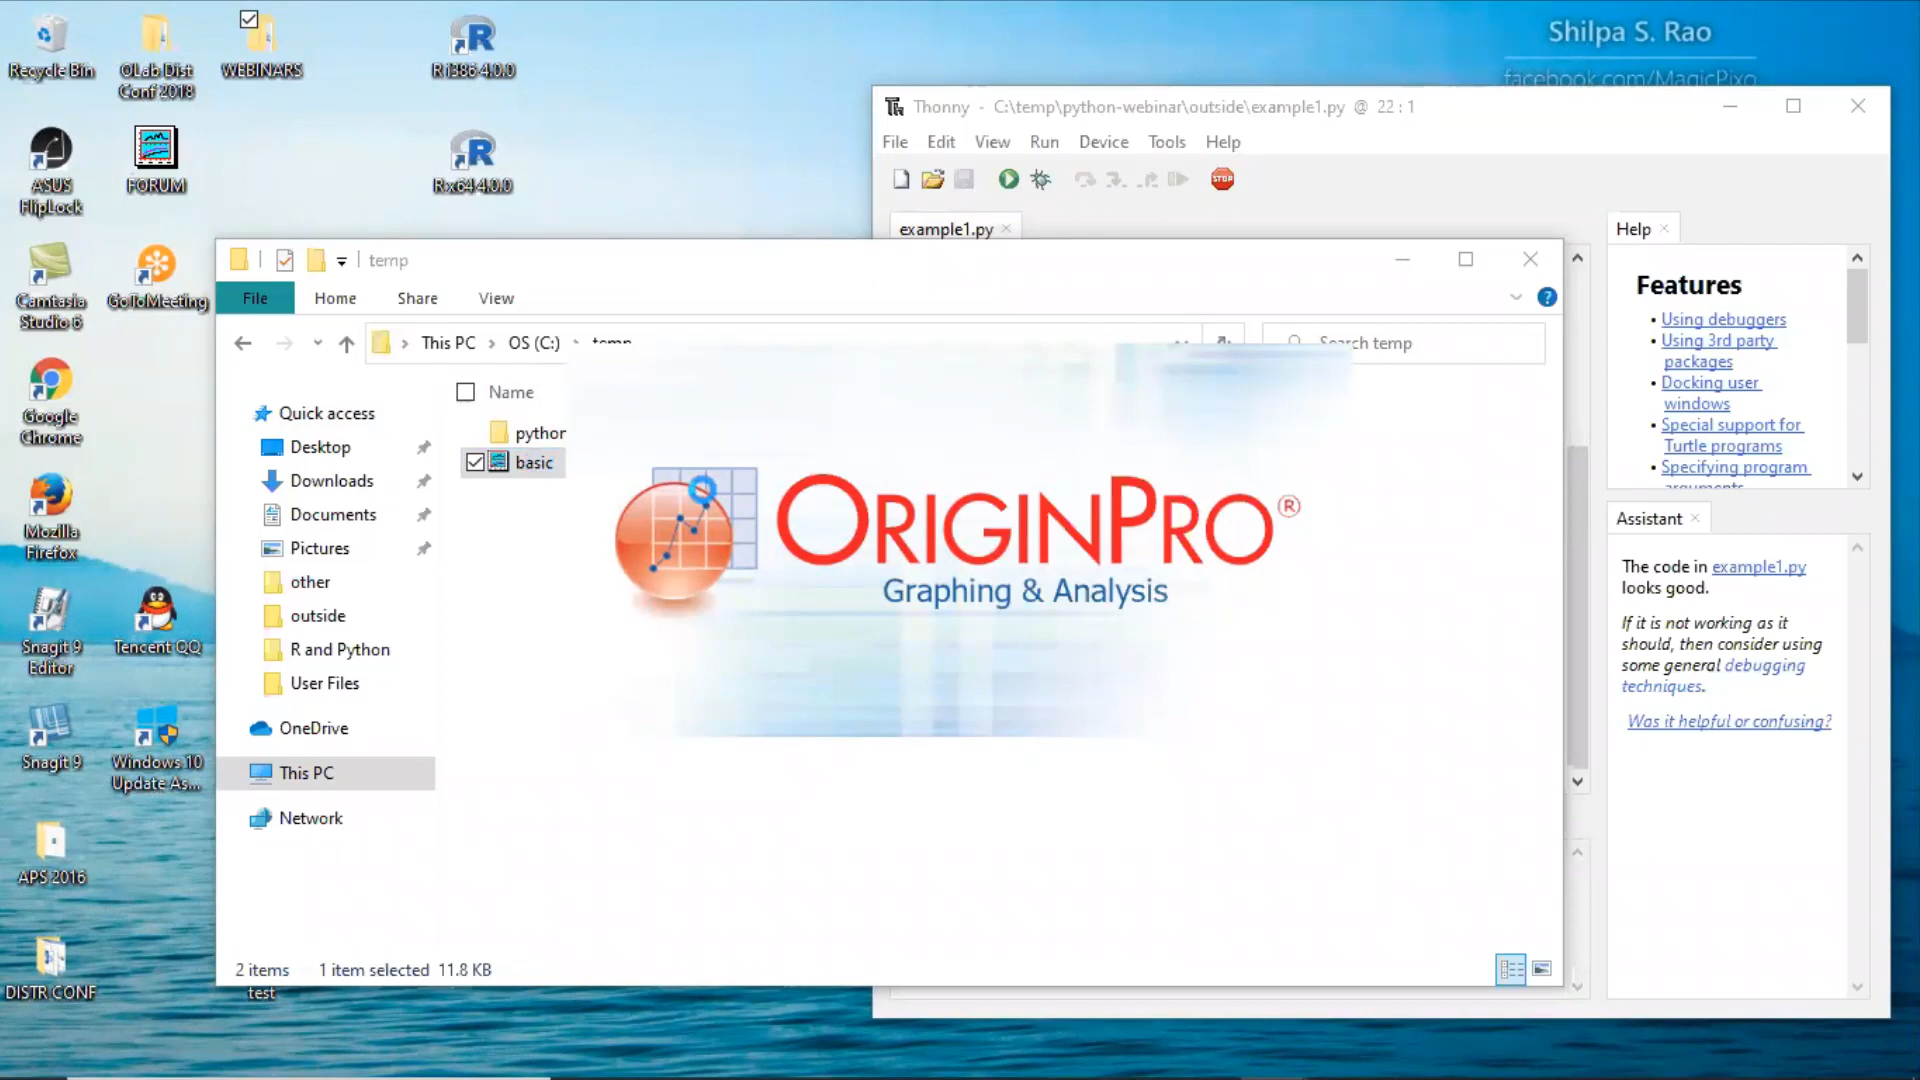 Recycle Bin
OLab Dist
Conf 2018
WEBINARS
R i386 4.0.0
Shilpa S. Rao
facebook.com/MagicPixo
ASUS
FlipLock
FORUM
R x64 4.0.0
Camtasia
Studio 6
GoToMeeting
Google
Chrome
Mozilla
Firefox
Snagit 9
Editor
Tencent QQ
Snagit 9
Windows 10
Update As...
APS 2016
DISTR CONF
test
Thonny - C:\temp\python-webinar\outside\example1.py @ 22 : 1
File Edit View Run Device Tools Help
STOP
example1.py
Help
Features
• Using debuggers
• Using 3rd party
packages
• Docking user
windows
• Special support for
Turtle programs
• Specifying program
arguments
Assistant
The code in example1.py
looks good.
If it is not working as it
should, then consider using
some general debugging
techniques.
Was it helpful or confusing?
temp
File Home Share View
This PC OS (C:) temp
Search temp
Name
python
basic
Quick access
Desktop
Downloads
Documents
Pictures
other
outside
R and Python
User Files
OneDrive
This PC
Network
2 items 1 item selected 11.8 KB
ORIGINPRO®
Graphing & Analysis